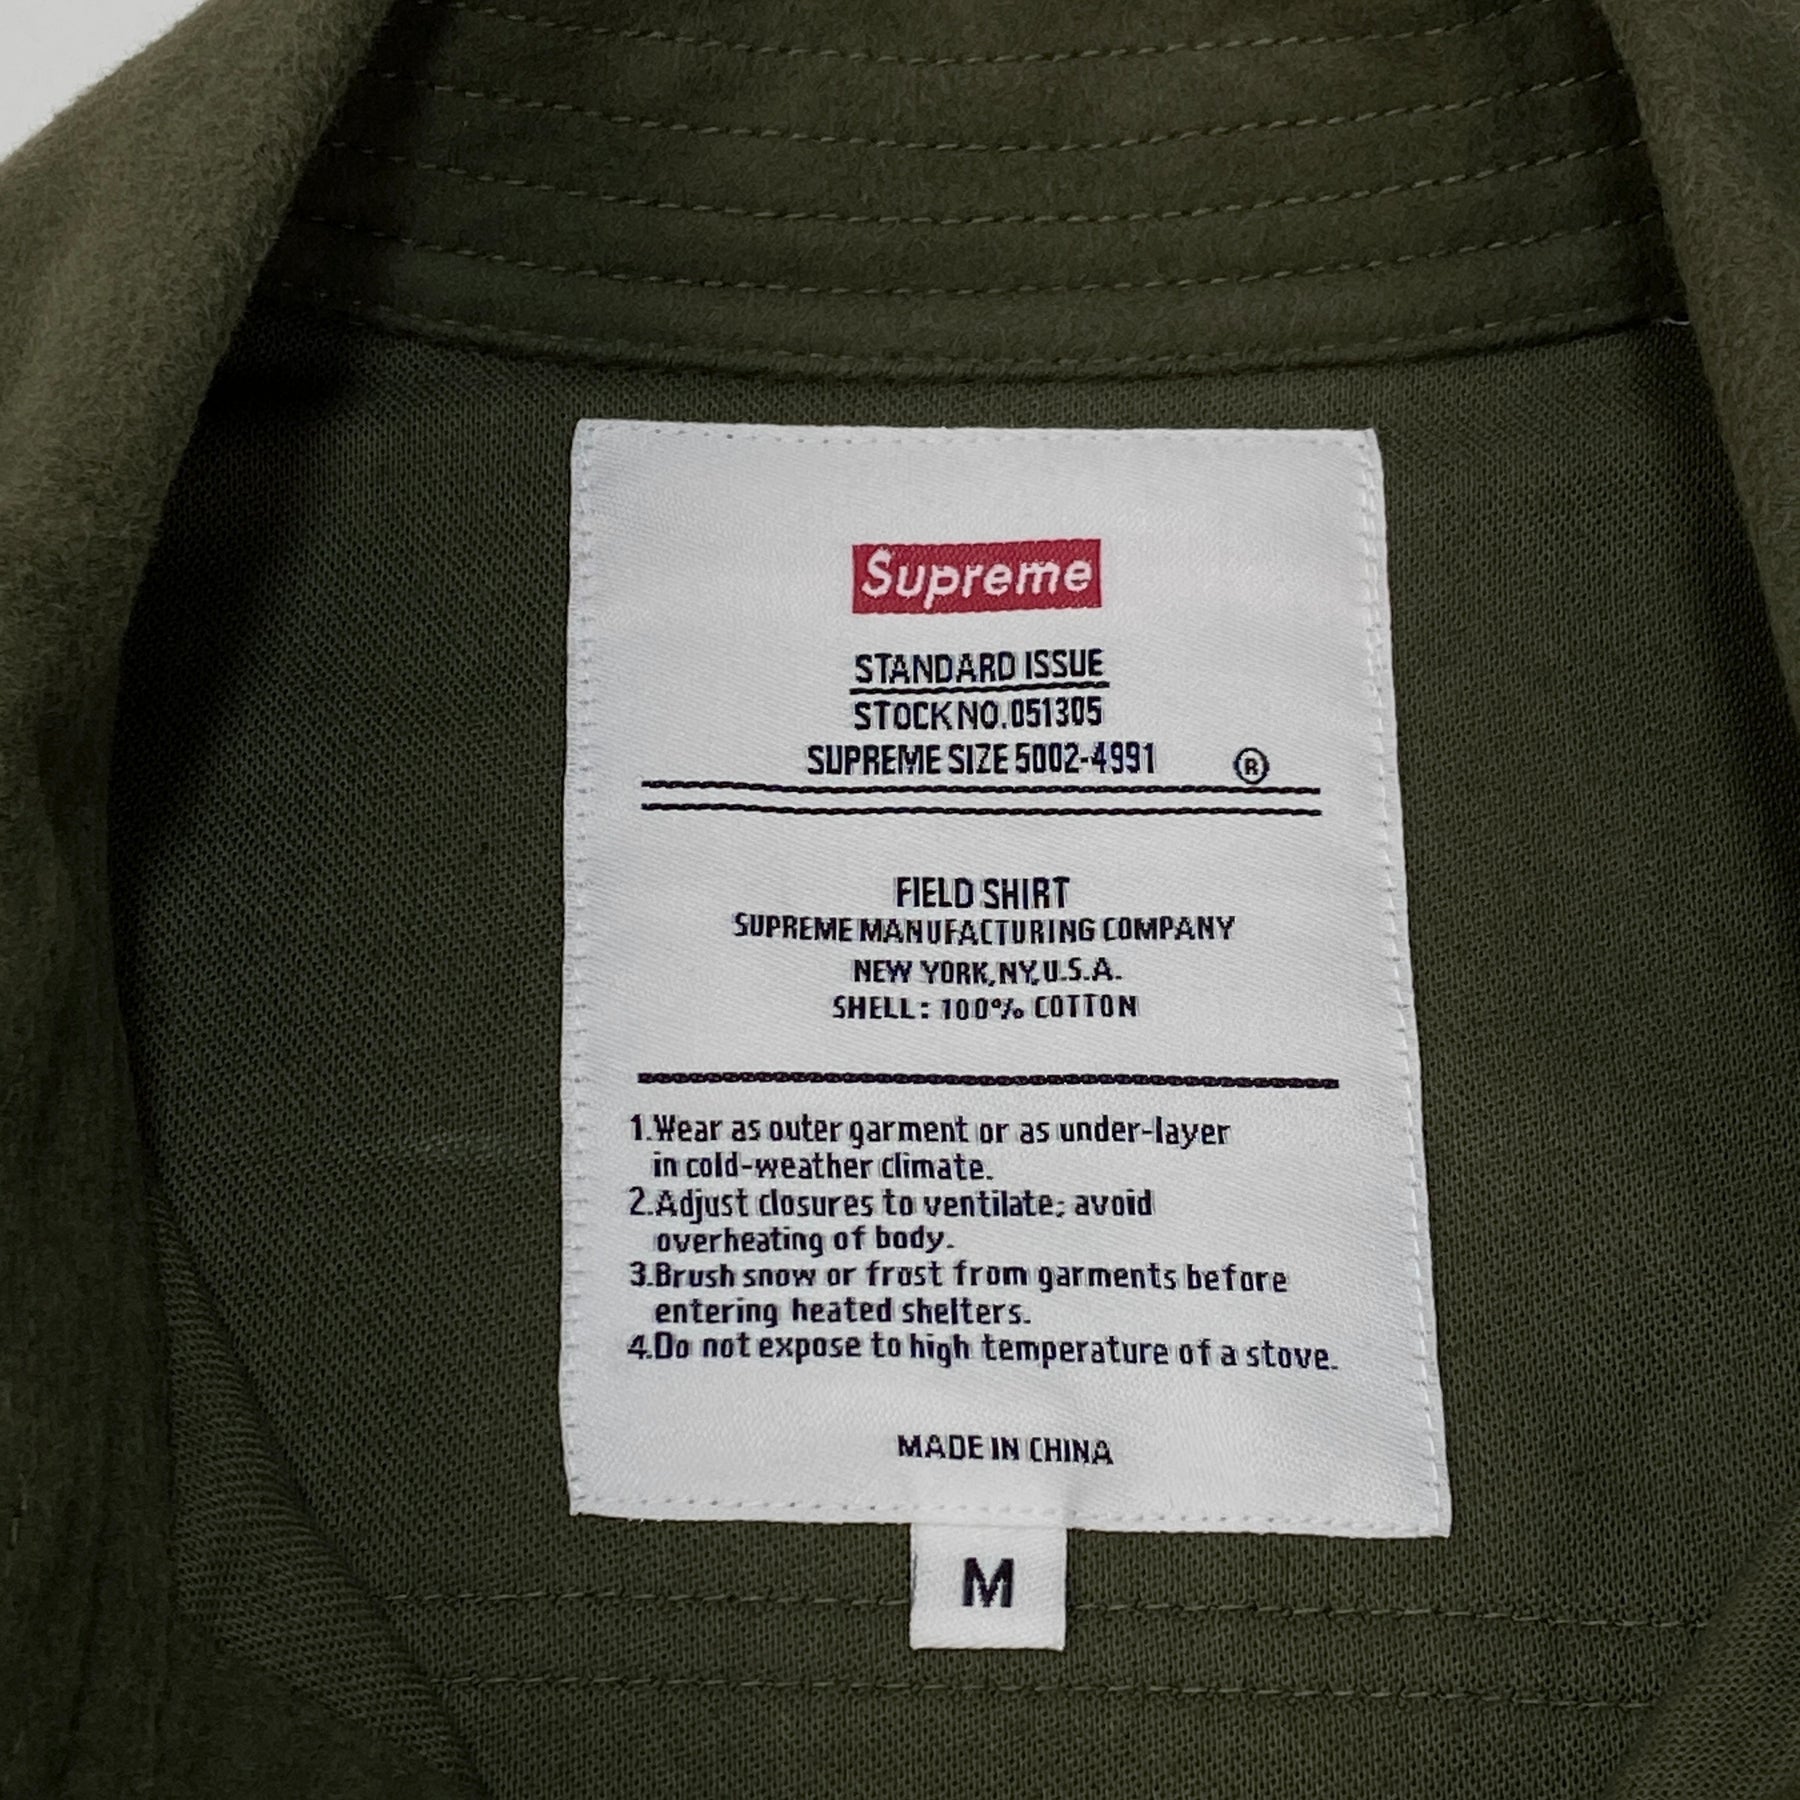 Supreme
STANDARD ISSUE
STOCK NO.051305
SUPREME SIZE 5002-4991 ®
FIELD SHIRT
SUPREME MANUFACTURING COMPANY
NEW YORK, NY, U.S.A.
SHELL: 100% COTTON
1.Wear as outer garment or as under-layer
in cold-weather climate.
2.Adjust closures to ventilate; avoid
overheating of body.
3.Brush snow or frost from garments before
entering heated shelters.
4.Do not expose to high temperature of a stove.
MADE IN CHINA
M